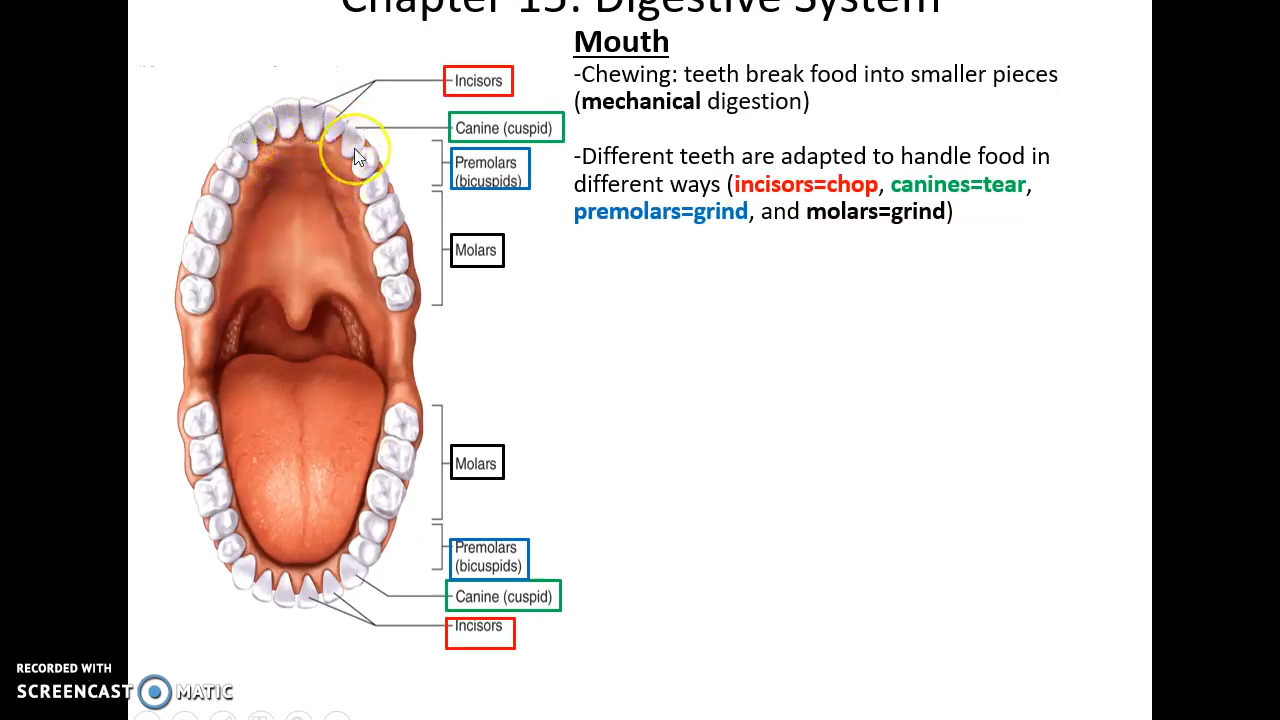 Chapter 15: Digestive System
Mouth
-Chewing: teeth break food into smaller pieces
(mechanical digestion)
-Different teeth are adapted to handle food in
different ways (incisors=chop, canines=tear,
premolars=grind, and molars=grind)
Incisors
Canine (cuspid)
Premolars
(bicuspids)
Molars
Molars
Premolars
(bicuspids)
Canine (cuspid)
Incisors
RECORDED WITH
SCREENCAST MATIC